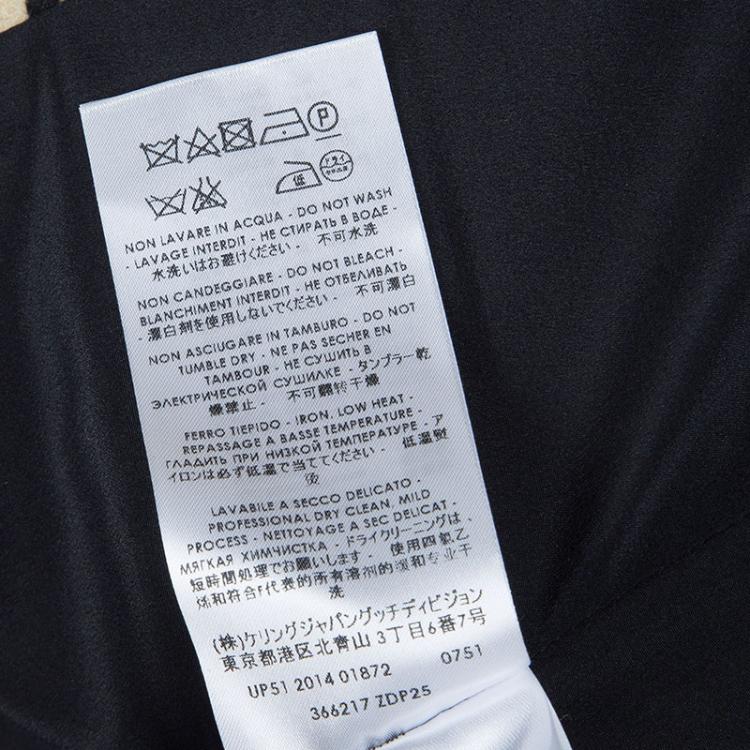 P
低
ドライ
セキユ系
NON LAVARE IN ACQUA - DO NOT WASH
- LAVAGE INTERDIT - НЕ СТИРАТЬ В ВОДЕ -
水洗いはお避けください - 不可水洗
NON CANDEGGIARE - DO NOT BLEACH -
BLANCHIMENT INTERDIT - НЕ ОТБЕЛИВАТЬ
- 漂白剤を使用しないでください - 不可漂白
NON ASCIUGARE IN TAMBURO - DO NOT
TUMBLE DRY - NE PAS SECHER EN
TAMBOUR - НЕ СУШИТЬ В
ЭЛЕКТРИЧЕСКОЙ СУШИЛКЕ - タンブラー乾
燥禁止 - 不可翻转干燥
FERRO TIEPIDO - IRON, LOW HEAT -
REPASSAGE A BASSE TEMPERATURE -
ГЛАДИТЬ ПРИ НИЗКОЙ ТЕМПЕРАТУРЕ - ア
イロンは必ず低温で当ててください - 低温熨
烫
LAVABILE A SECCO DELICATO -
PROFESSIONAL DRY CLEAN, MILD
PROCESS - NETTOYAGE A SEC DELICAT -
МЯГКАЯ ХИМЧИСТКА - ドライクリーニングは、
短時間処理でお願いします - 使用四氯乙
烯和符合F代表的所有溶剂的缓和专业干
洗
(株)ケリングジャパングッチディビジョン
東京都港区北青山 3丁目6番7号
UP51 2014 01872 0751
366217 ZDP25